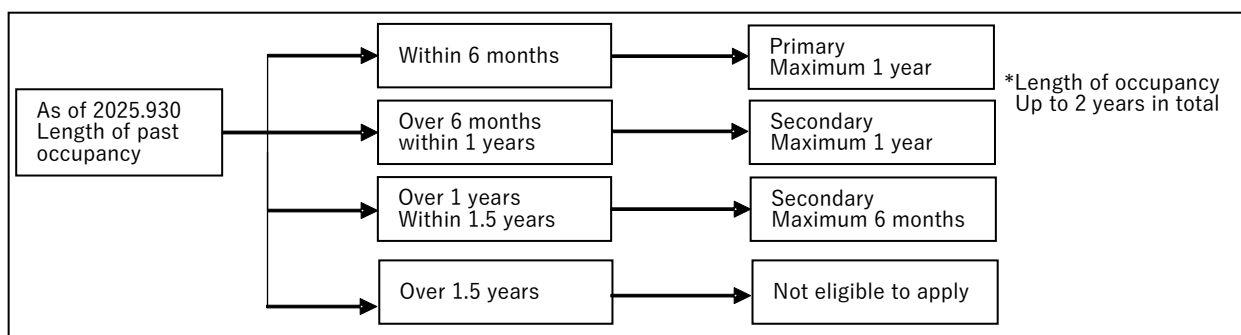 As of 2025.930
Length of past
occupancy
Within 6 months
Primary
Maximum 1 year
*Length of occupancy
Up to 2 years in total
Over 6 months
within 1 years
Secondary
Maximum 1 year
Over 1 years
Within 1.5 years
Secondary
Maximum 6 months
Over 1.5 years
Not eligible to apply